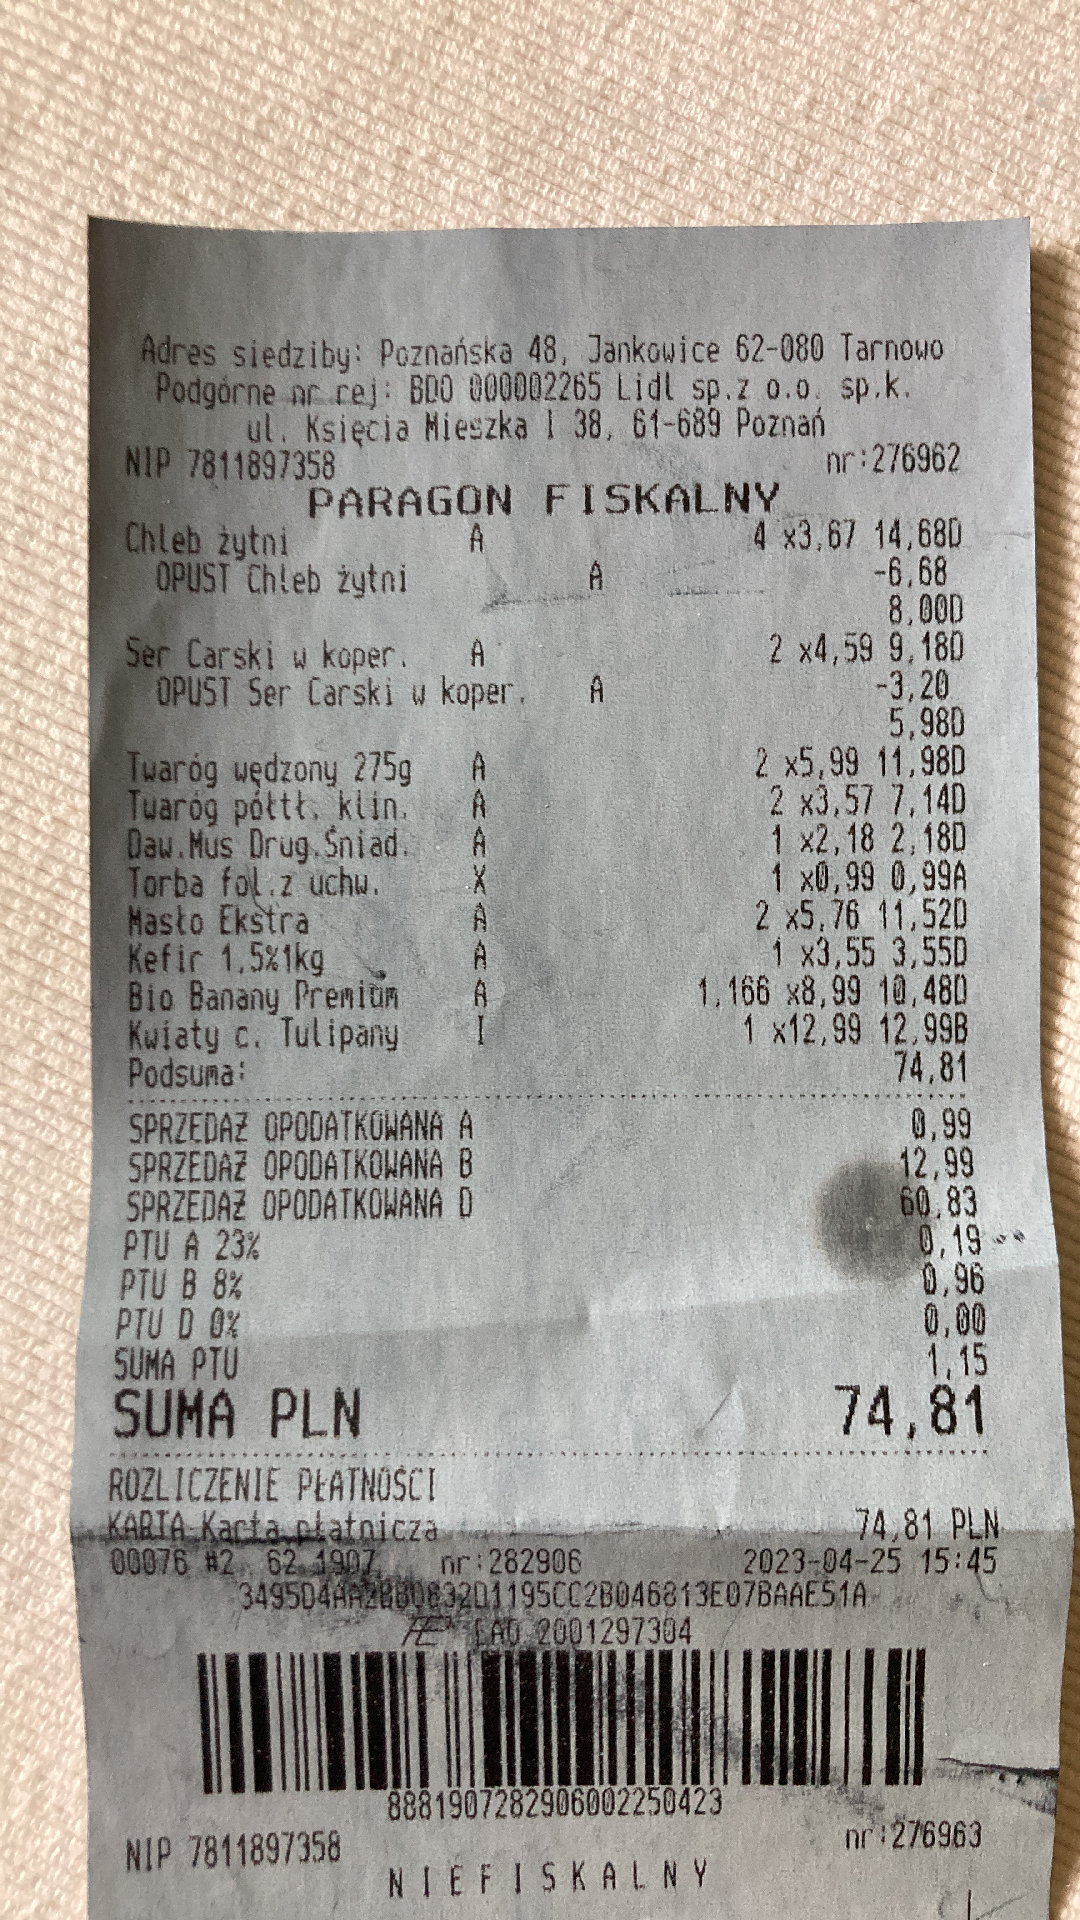 Adres siedziby: Poznańska 48, Jankowice 62-080 Tarnowo
Podgórne nr rej: BDO 000002265 Lidl sp.z o.o. sp.k.
ul. Księcia Mieszka I 38, 61-689 Poznań
NIP 7811897358 nr:276962
PARAGON FISKALNY
Chleb żytni A 4 x3,67 14,68D
OPUST Chleb żytni A -6,68
8,00D
Ser Carski w koper. A 2 x4,59 9,18D
OPUST Ser Carski w koper. A -3,20
5,98D
Twaróg wędzony 275g A 2 x5,99 11,98D
Twaróg półtł. klin. A 2 x3,57 7,14D
Daw.Mus Drug.Śniad. A 1 x2,18 2,18D
Torba fol.z uchw. X 1 x0,99 0,99A
Masło Ekstra A 2 x5,76 11,52D
Kefir 1,5%1kg A 1 x3,55 3,55D
Bio Banany Premium A 1,166 x8,99 10,48D
Kwiaty c. Tulipany I 1 x12,99 12,99B
Podsuma: 74,81
SPRZEDAŻ OPODATKOWANA A 0,99
SPRZEDAŻ OPODATKOWANA B 12,99
SPRZEDAŻ OPODATKOWANA D 60,83
PTU A 23% 0,19
PTU B 8% 0,96
PTU D 0% 0,00
SUMA PTU 1,15
SUMA PLN 74,81
ROZLICZENIE PŁATNOŚCI
KARTA Karta płatnicza 74,81 PLN
00076 #2 62 1907 nr:282906 2023-04-25 15:45
LAO 2001297304
8881907282906002250423
NIP 7811897358 nr:276963
NIEFISKALNY